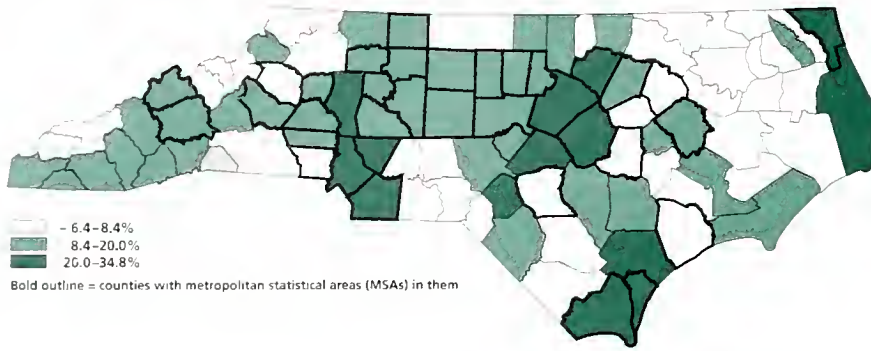 - 6.4–8.4%
8.4–20.0%
20.0–34.8%
Bold outline = counties with metropolitan statistical areas (MSAs) in them